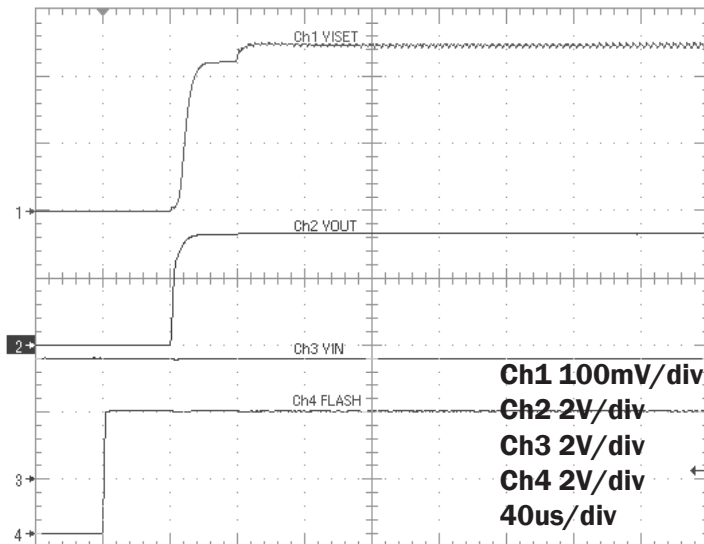 Ch1 VISET
1
Ch2 VOUT
2
Ch3 VIN
Ch1 100mV/div
Ch4 FLASH
Ch2 2V/div
Ch3 2V/div
3
Ch4 2V/div
40us/div
4